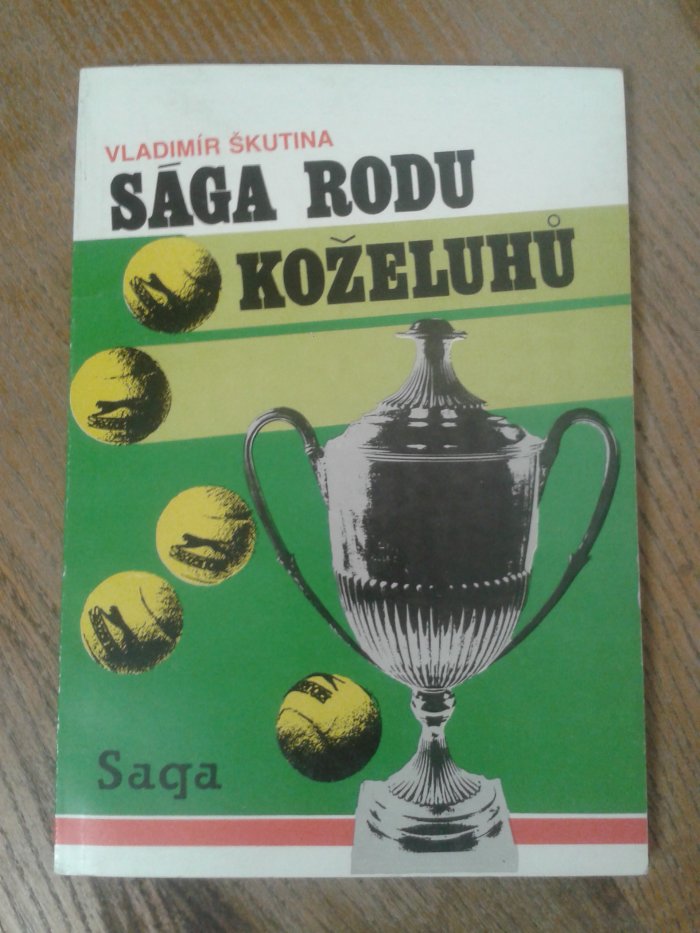 VLADIMÍR ŠKUTINA
SÁGA RODU
KOŽELUHŮ
Saga